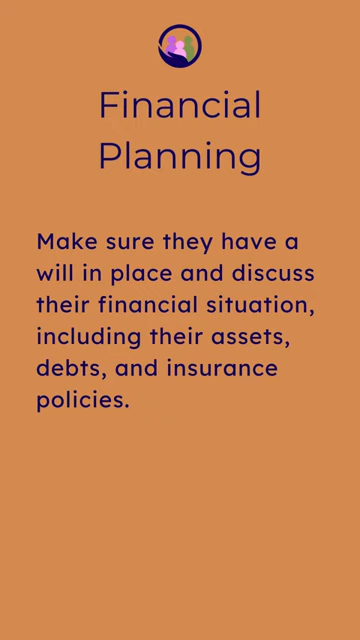 Financial
Planning
Make sure they have a
will in place and discuss
their financial situation,
including their assets,
debts, and insurance
policies.